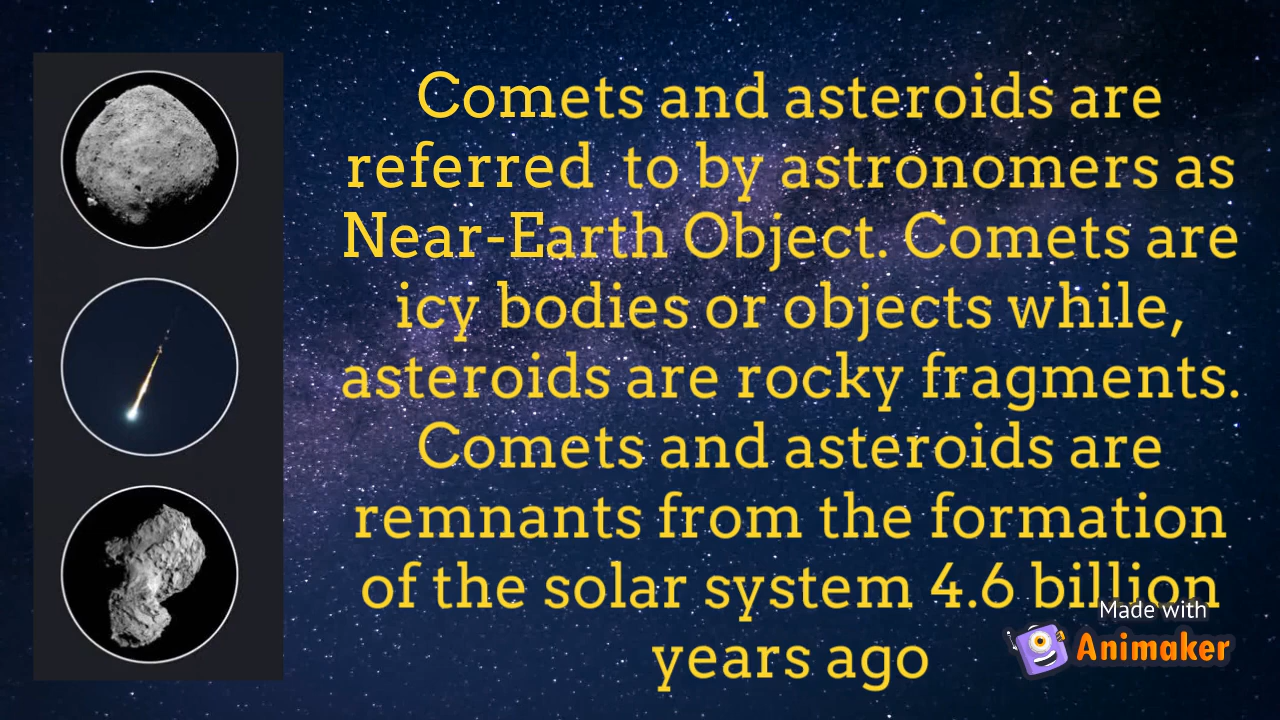 Comets and asteroids are
referred  to by astronomers as
Near-Earth Object. Comets are
icy bodies or objects while,
asteroids are rocky fragments.
Comets and asteroids are
remnants from the formation
of the solar system 4.6 billion
years ago
Made with
Animaker